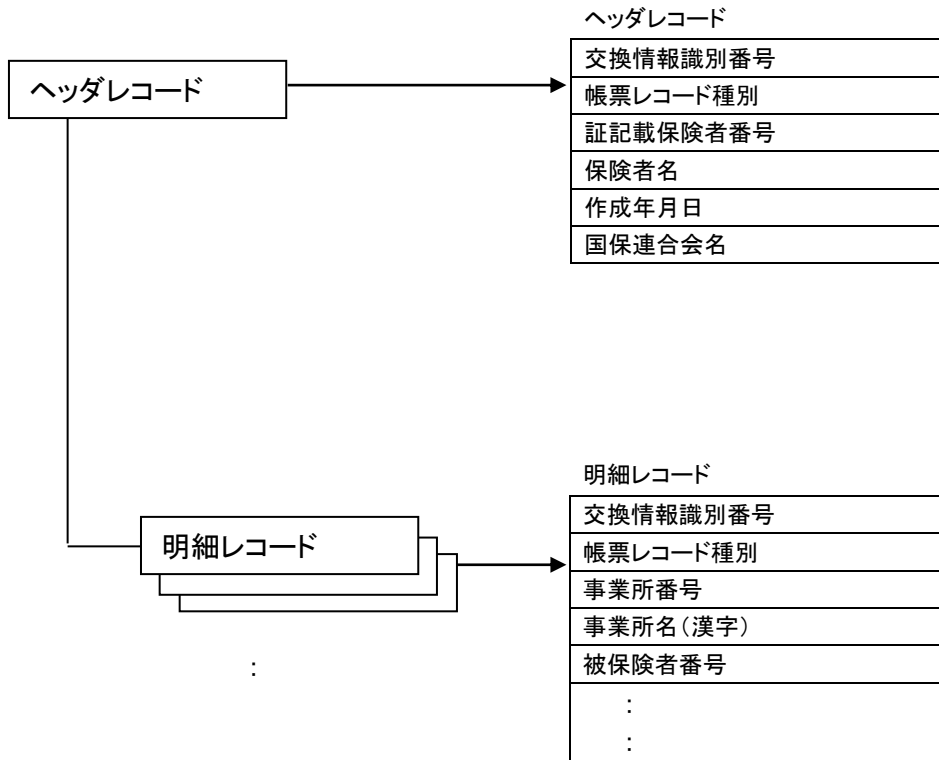 ヘッダレコード
ヘッダレコード
交換情報識別番号
帳票レコード種別
証記載保険者番号
保険者名
作成年月日
国保連合会名
明細レコード
:
明細レコード
交換情報識別番号
帳票レコード種別
事業所番号
事業所名(漢字)
被保険者番号
:
: